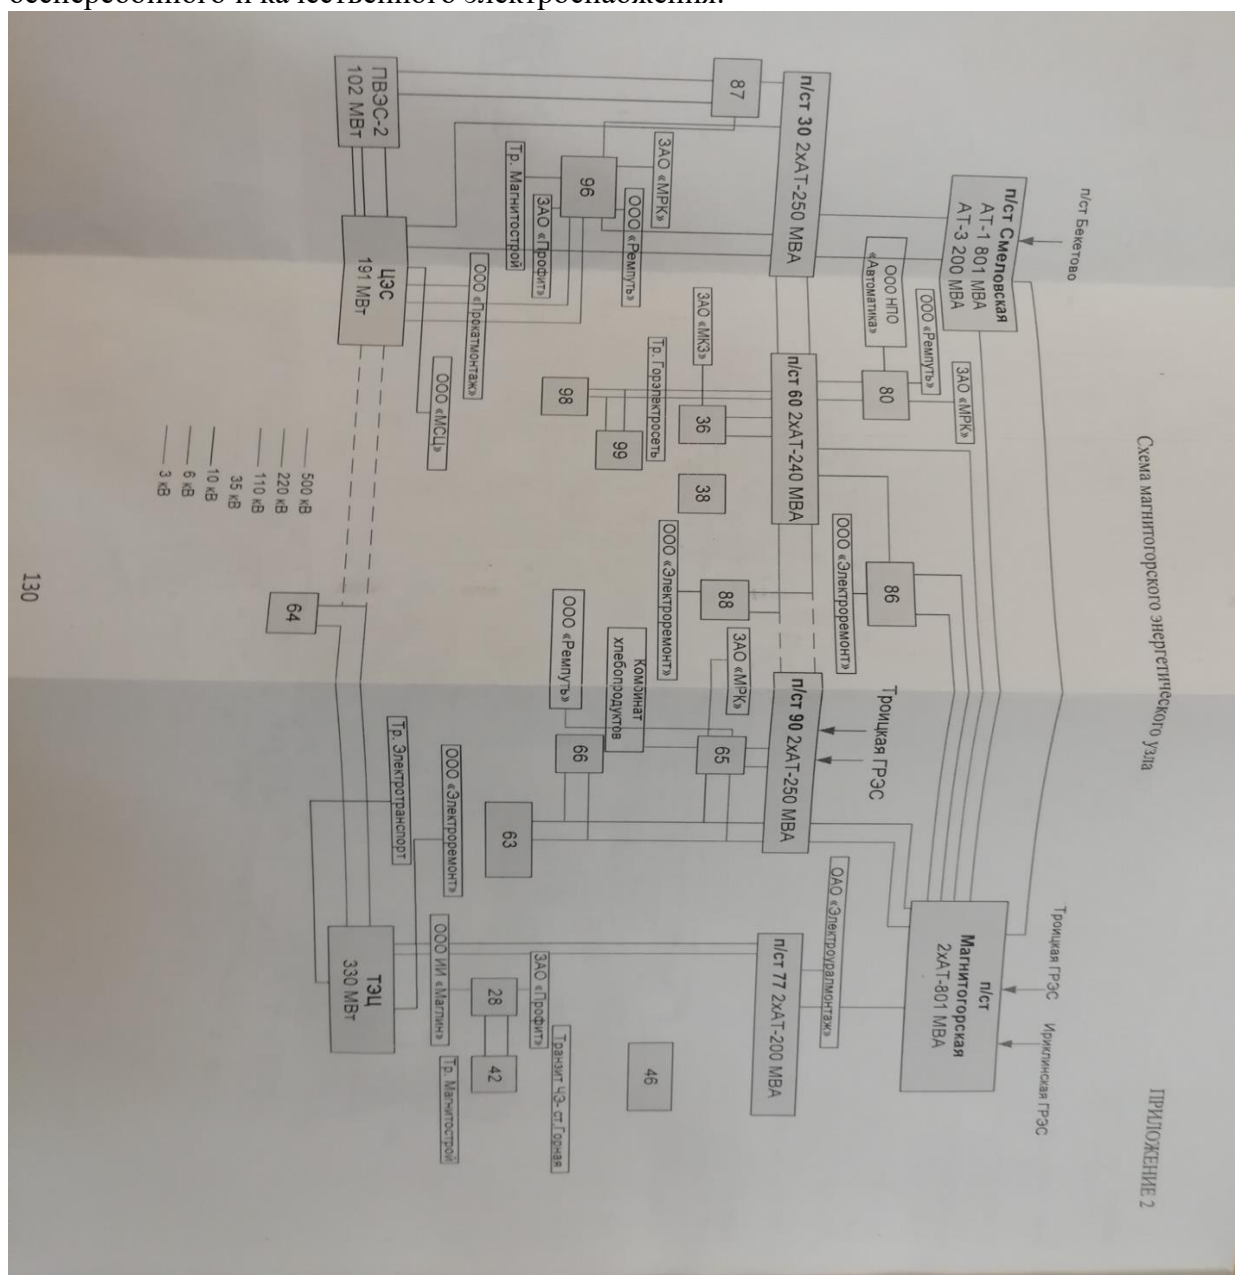 бесперебойного и качественного электроснабжения.
ПРИЛОЖЕНИЕ 2
Схема магнитогорского энергетического узла
п/ст Бекетово
Троицкая ГРЭС
Ириклинская ГРЭС
п/ст Смеловская
АТ-1 801 МВА
АТ-3 200 МВА
п/ст
Магнитогорская
2хАТ-801 МВА
ЗАО «МРК»
ООО «Ремпуть»
ООО НПО
«Автоматика»
80
86
ООО «Электроремонт»
Троицкая ГРЭС
ОАО «Электроуралмонтаж»
п/ст 30 2хАТ-250 МВА
п/ст 60 2хАТ-240 МВА
п/ст 90 2хАТ-250 МВА
п/ст 77 2хАТ-200 МВА
87
ЗАО «МРК»
ООО «Ремпуть»
96
ЗАО «Профит»
Тр. Магнитострой
ЗАО «МКЗ»
36
38
Тр. Горэлектросеть
99
98
88
ООО «Электроремонт»
ЗАО «МРК»
65
Комбинат
хлебопродуктов
66
ООО «Ремпуть»
63
46
Транзит ЧЭ- ст.Горная
ЗАО «Профит»
28
42
ООО ИИ «Маглин»
Тр. Магнитострой
ООО «Прокатмонтаж»
ООО «МСЦ»
ООО «Электроремонт»
Тр. Электротранспорт
ПВЭС-2
102 МВт
ЦЭС
191 МВт
64
ТЭЦ
330 МВт
500 кВ
220 кВ
110 кВ
35 кВ
10 кВ
6 кВ
3 кВ
130